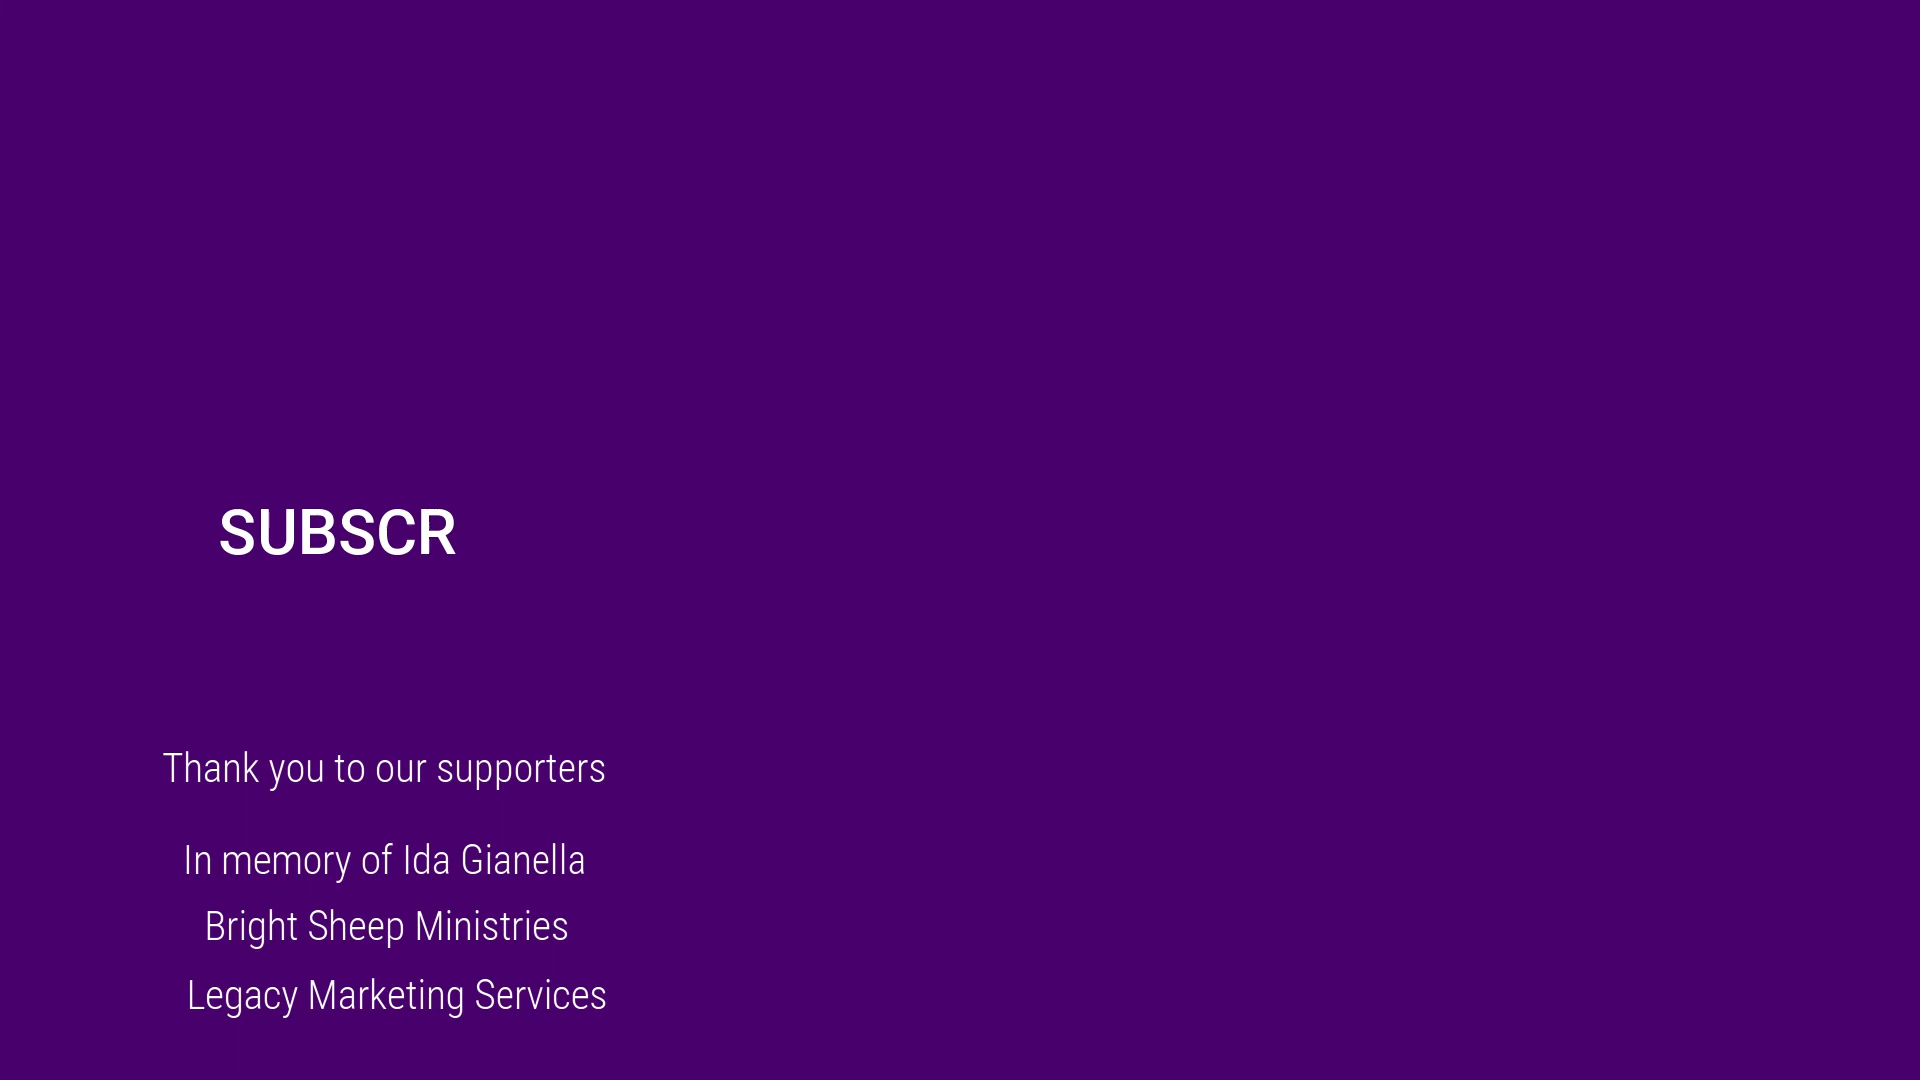 SUBSCR
Thank you to our supporters
In memory of Ida Gianella
Bright Sheep Ministries
Legacy Marketing Services